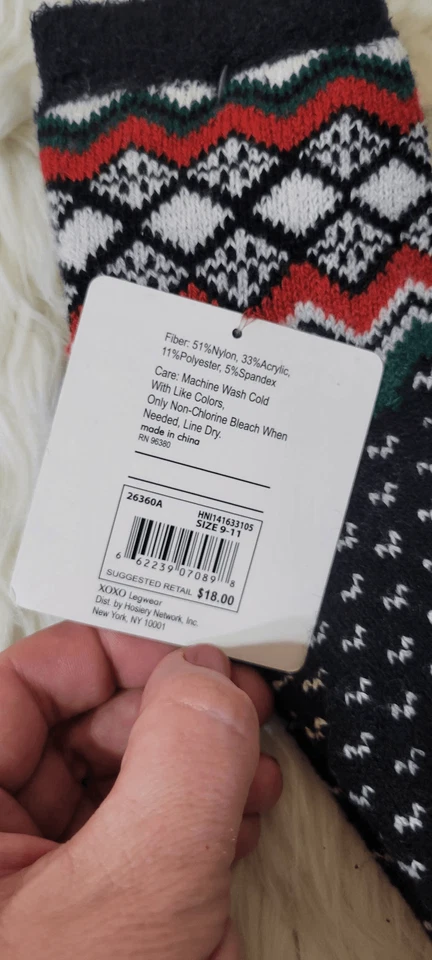 Fiber: 51%Nylon, 33%Acrylic,
11%Polyester, 5%Spandex
Care: Machine Wash Cold
With Like Colors,
Only Non-Chlorine Bleach When
Needed, Line Dry.
made in china
RN 96380
26360A
HNI14163310S
SIZE 9-11
6 62239 07089 8
SUGGESTED RETAIL $18.00
XOXO Legwear
Dist. by Hosiery Network, Inc.
New York, NY 10001